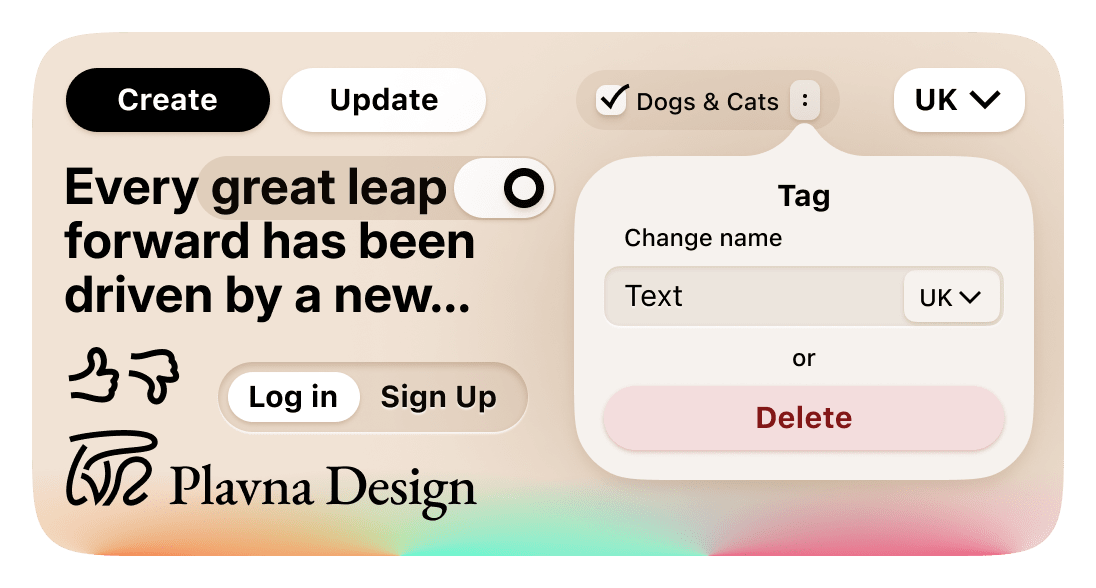 Create
Update
Dogs & Cats
:
UK
Every great leap
forward has been
driven by a new...
Tag
Change name
Text
UK
or
Delete
Log in
Sign Up
Plavna Design